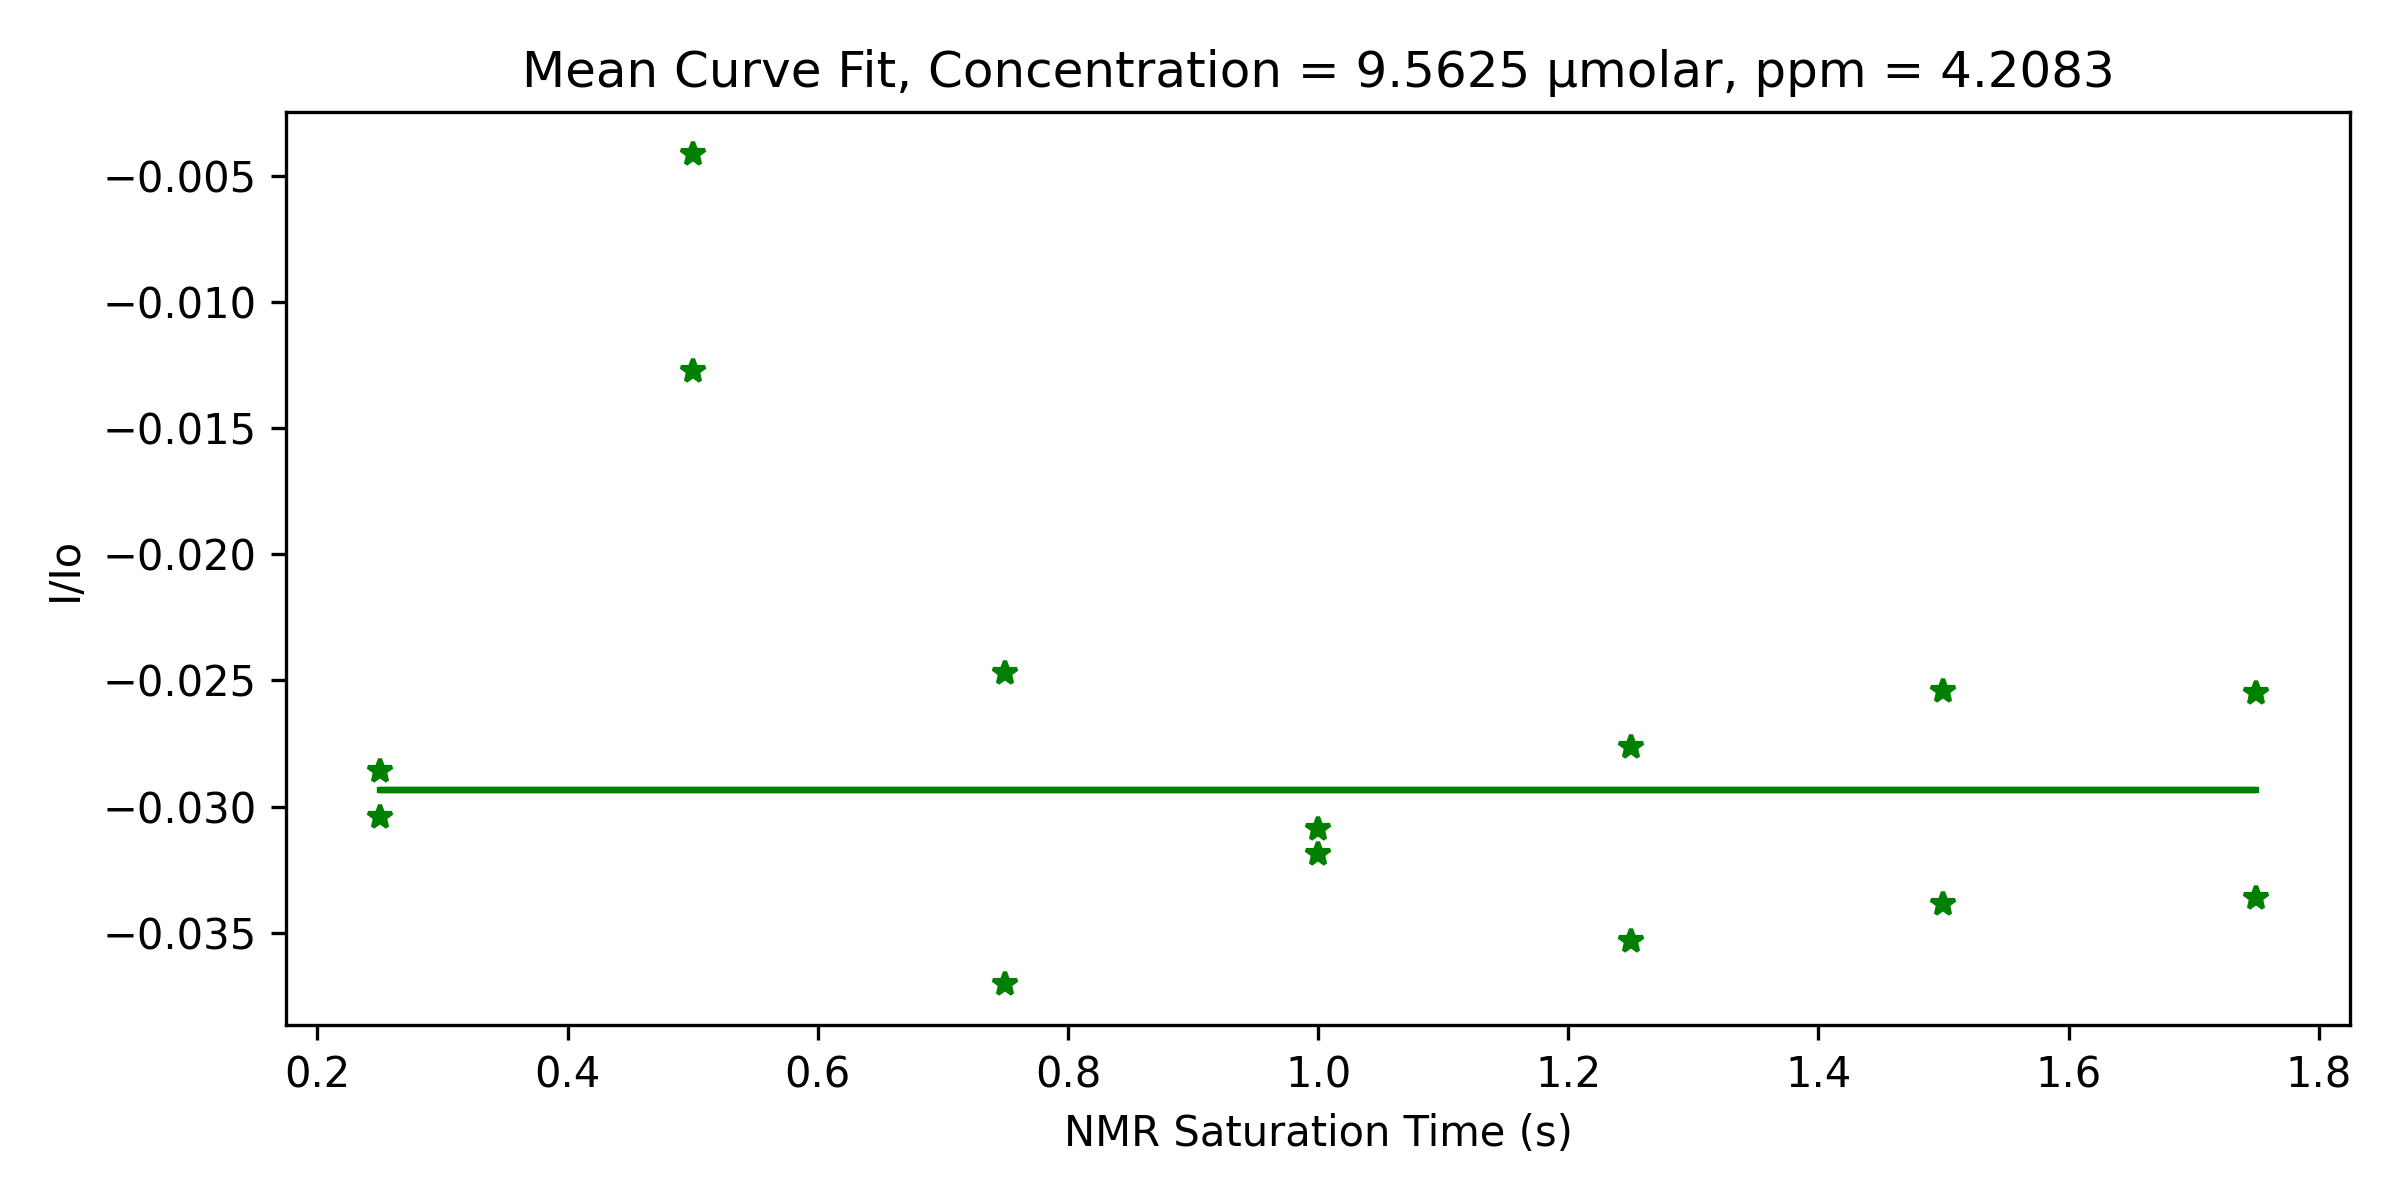 Mean Curve Fit, Concentration = 9.5625 µmolar, ppm = 4.2083
−0.005
−0.010
−0.015
−0.020
−0.025
−0.030
−0.035
I/Io
0.2 0.4 0.6 0.8 1.0 1.2 1.4 1.6 1.8
NMR Saturation Time (s)